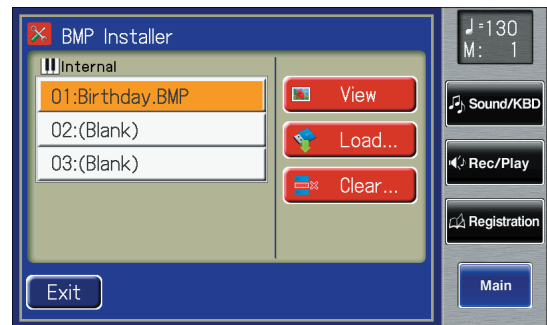 BMP Installer
Internal
01:Birthday.BMP
02:(Blank)
03:(Blank)
View
Load...
Clear...
Exit
♩=130
M: 1
Sound/KBD
Rec/Play
Registration
Main